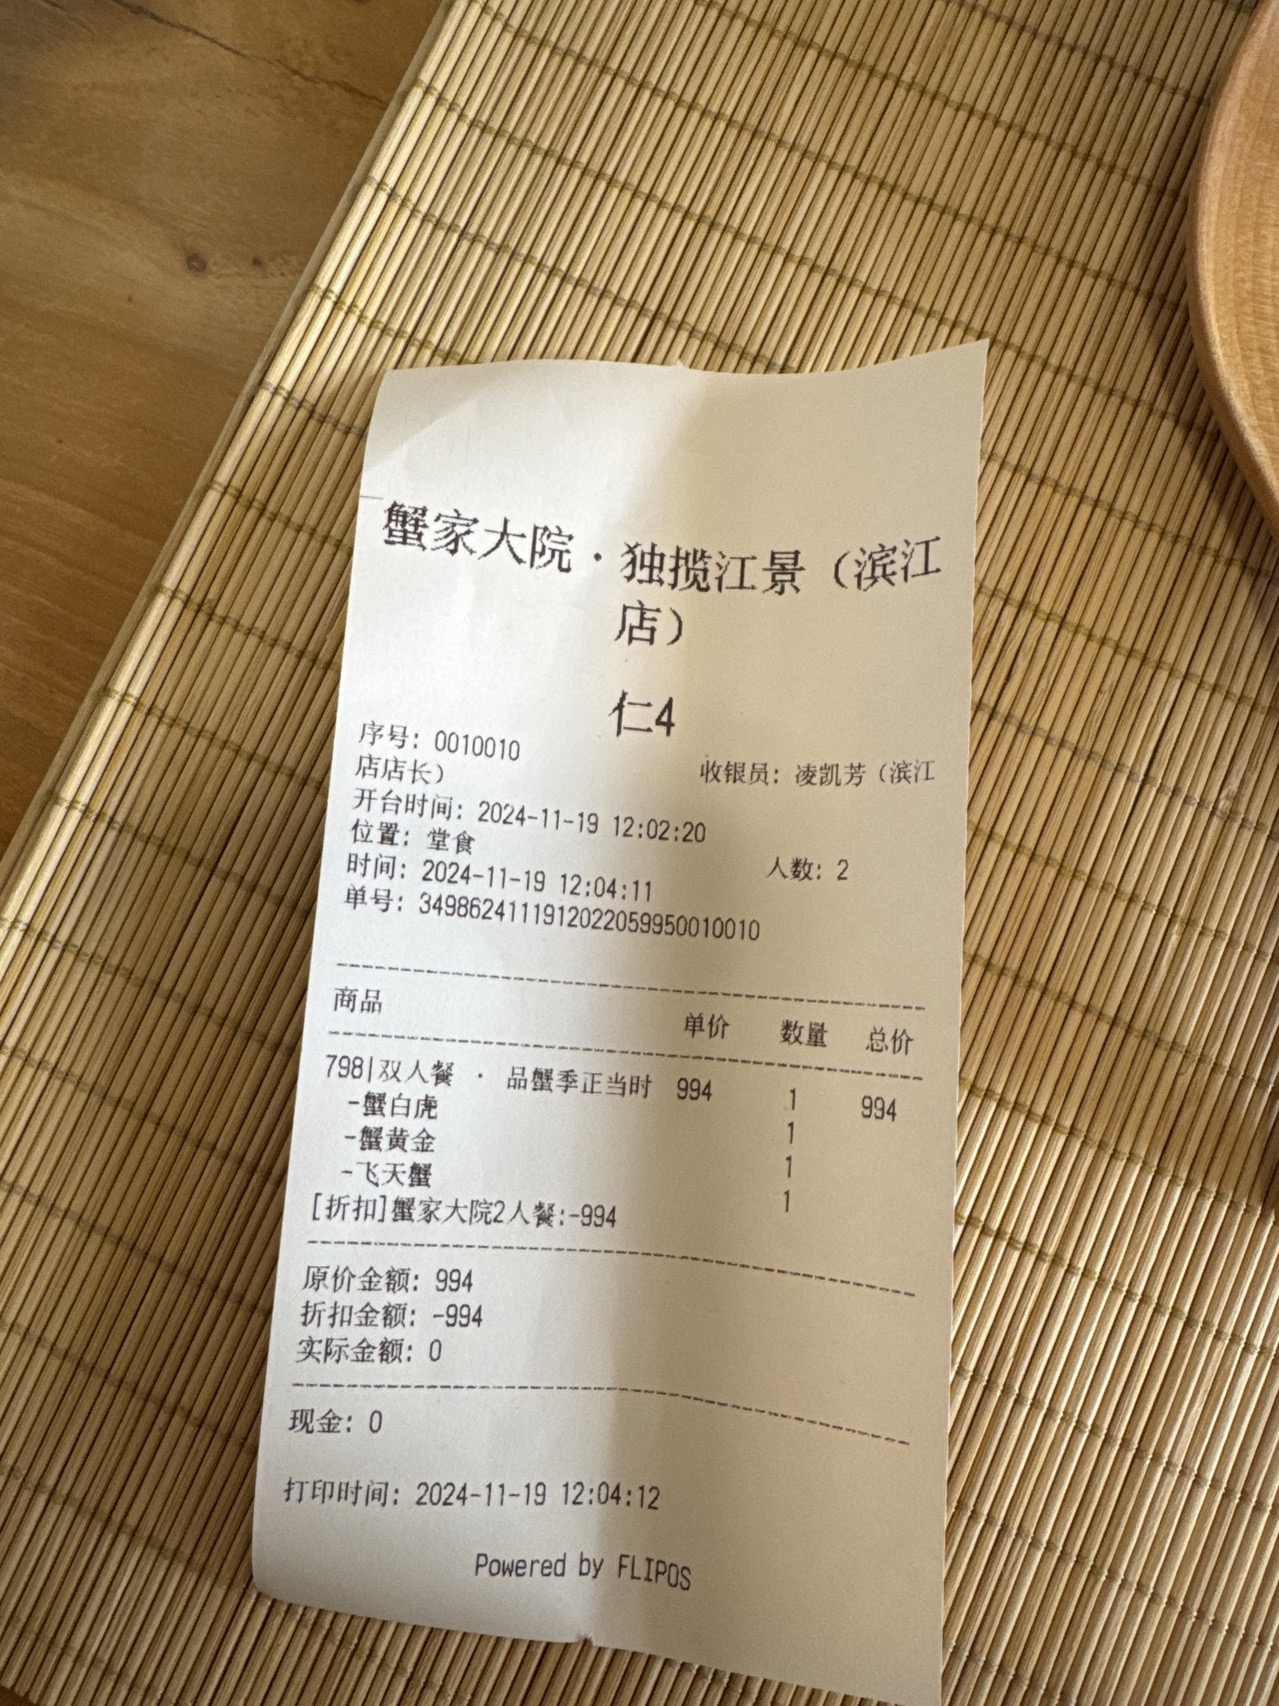 蟹家大院·独揽江景（滨江
店）
仁4
序号: 0010010 收银员: 凌凯芳（滨江
店店长）
开台时间: 2024-11-19 12:02:20
位置: 堂食 人数: 2
时间: 2024-11-19 12:04:11
单号: 3498624111912022059950010010
商品 单价 数量 总价
798|双人餐 · 品蟹季正当时 994 1 994
-蟹白虎 1
-蟹黄金 1
-飞天蟹 1
[折扣]蟹家大院2人餐:-994
原价金额: 994
折扣金额: -994
实际金额: 0
现金: 0
打印时间: 2024-11-19 12:04:12
Powered by FLIPOS